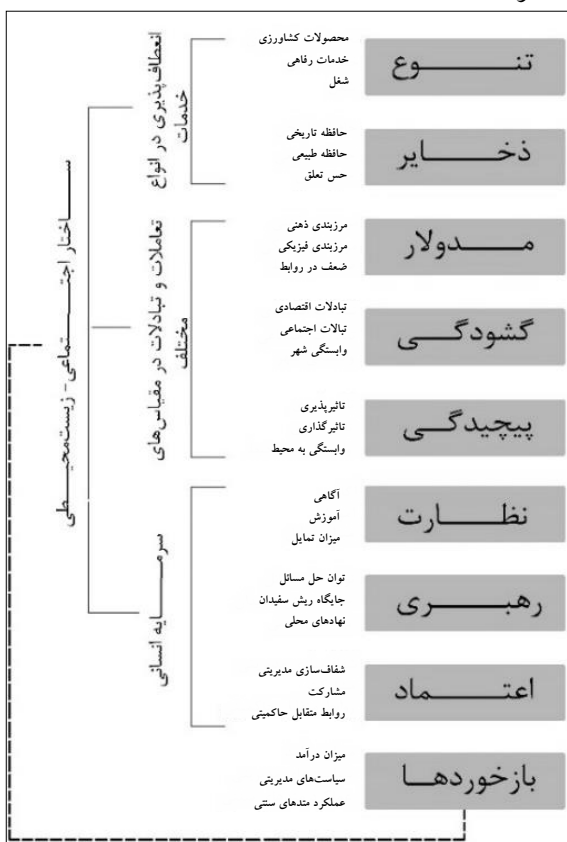 تنوع
محصولات کشاورزی
خدمات رفاهی
شغل
ذخایر
حافظه تاریخی
حافظه طبیعی
حس تعلق
انعطاف‌پذیری در انواع
خدمات
مدولار
مرزبندی ذهنی
مرزبندی فیزیکی
ضعف در روابط
گشودگی
تبادلات اقتصادی
تبالات اجتماعی
وابستگی شهر
پیچیدگی
تاثیرپذیری
تاثیرگذاری
وابستگی به محیط
تعاملات و تبادلات در مقیاس‌های
مختلف
نظارت
آگاهی
آموزش
میزان تمایل
رهبری
توان حل مسائل
جایگاه ریش سفیدان
نهادهای محلی
اعتماد
شفاف‌سازی مدیریتی
مشارکت
روابط متقابل حاکمیتی
سرمایه انسانی
ساختار اجتماعی-زیست‌محیطی
بازخوردها
میزان درآمد
سیاست‌های مدیریتی
عملکرد متدهای سنتی